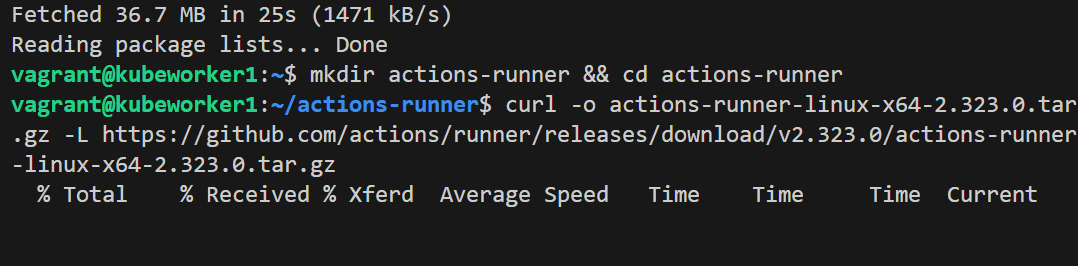 Fetched 36.7 MB in 25s (1471 kB/s)
Reading package lists... Done
vagrant@kubeworker1:~$ mkdir actions-runner && cd actions-runner
vagrant@kubeworker1:~/actions-runner$ curl -o actions-runner-linux-x64-2.323.0.tar
.gz -L https://github.com/actions/runner/releases/download/v2.323.0/actions-runner
-linux-x64-2.323.0.tar.gz
% Total % Received % Xferd Average Speed Time Time Time Current